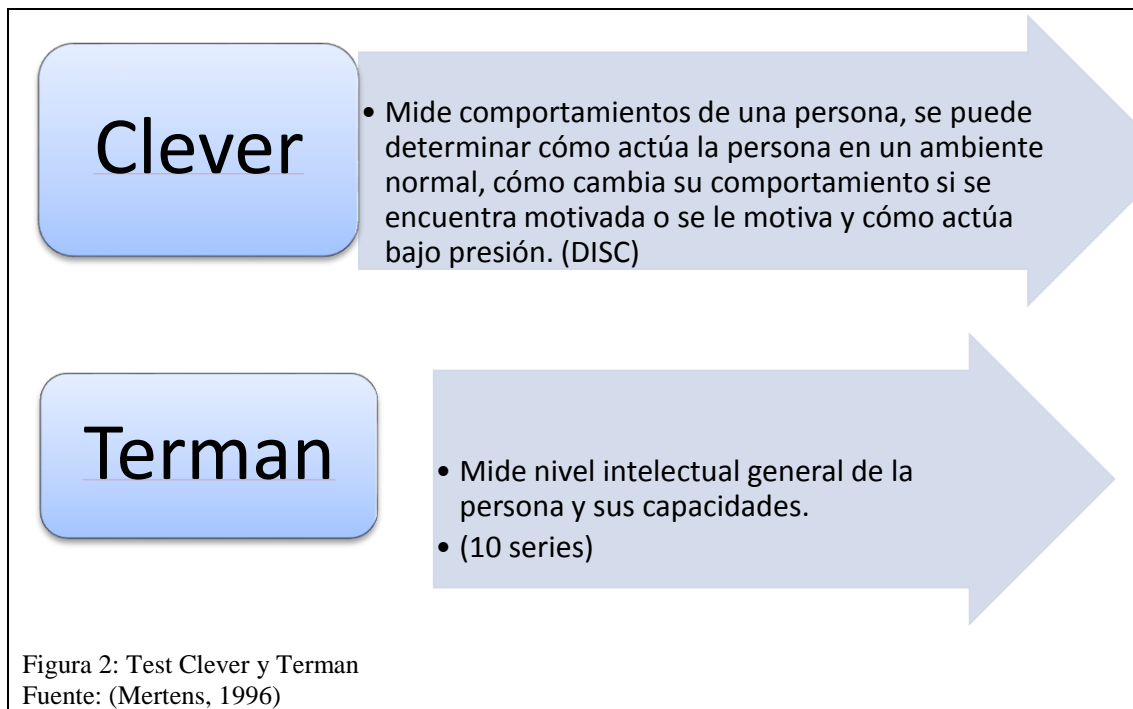 Clever
• Mide comportamientos de una persona, se puede
determinar cómo actúa la persona en un ambiente
normal, cómo cambia su comportamiento si se
encuentra motivada o se le motiva y cómo actúa
bajo presión. (DISC)
Terman
• Mide nivel intelectual general de la
persona y sus capacidades.
• (10 series)
Figura 2: Test Clever y Terman
Fuente: (Mertens, 1996)